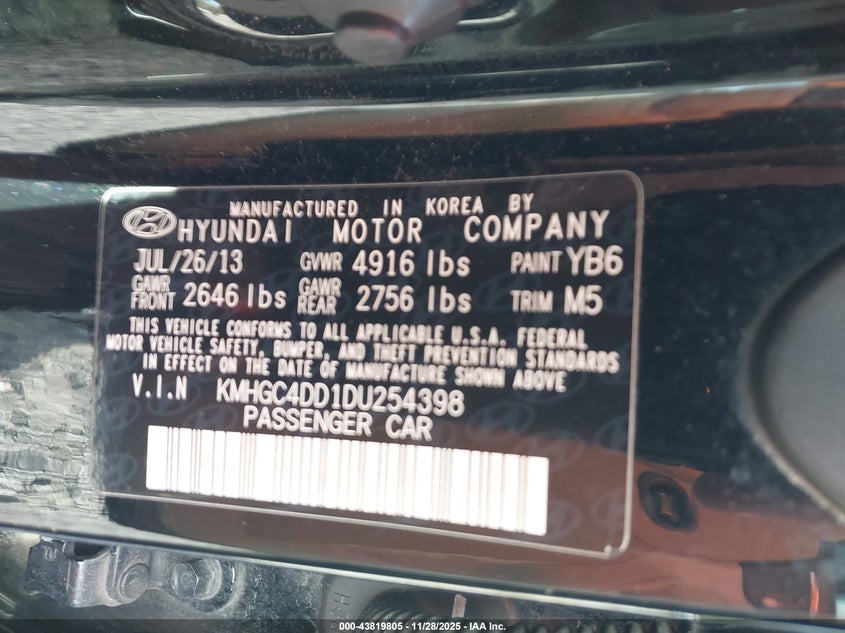 MANUFACTURED IN KOREA BY
HYUNDAI MOTOR COMPANY
JUL/26/13 GVWR 4916 lbs PAINT YB6
GAWR FRONT 2646 lbs GAWR REAR 2756 lbs TRIM M5
THIS VEHICLE CONFORMS TO ALL APPLICABLE U.S.A. FEDERAL
MOTOR VEHICLE SAFETY, BUMPER, AND THEFT PREVENTION STANDARDS
IN EFFECT ON THE DATE OF MANUFACTURE SHOWN ABOVE
V.I.N KMHGC4DD1DU254398
PASSENGER CAR
000-43819805 - 11/28/2025 - IAA Inc.